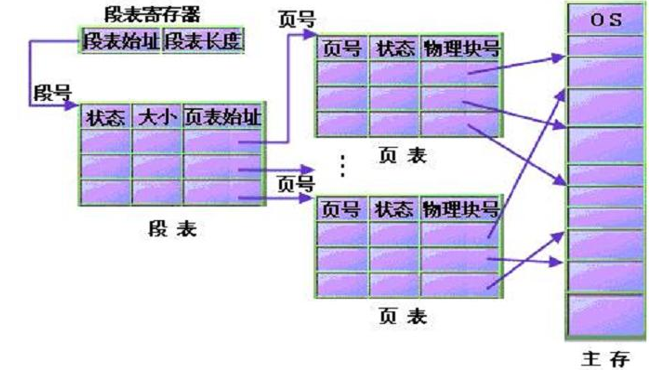 段表寄存器
段表始址 段表长度
段号
状态 大小 页表始址
段 表
页号
页号 状态 物理块号
页 表
⋮
页号
页号 状态 物理块号
页 表
OS
主 存